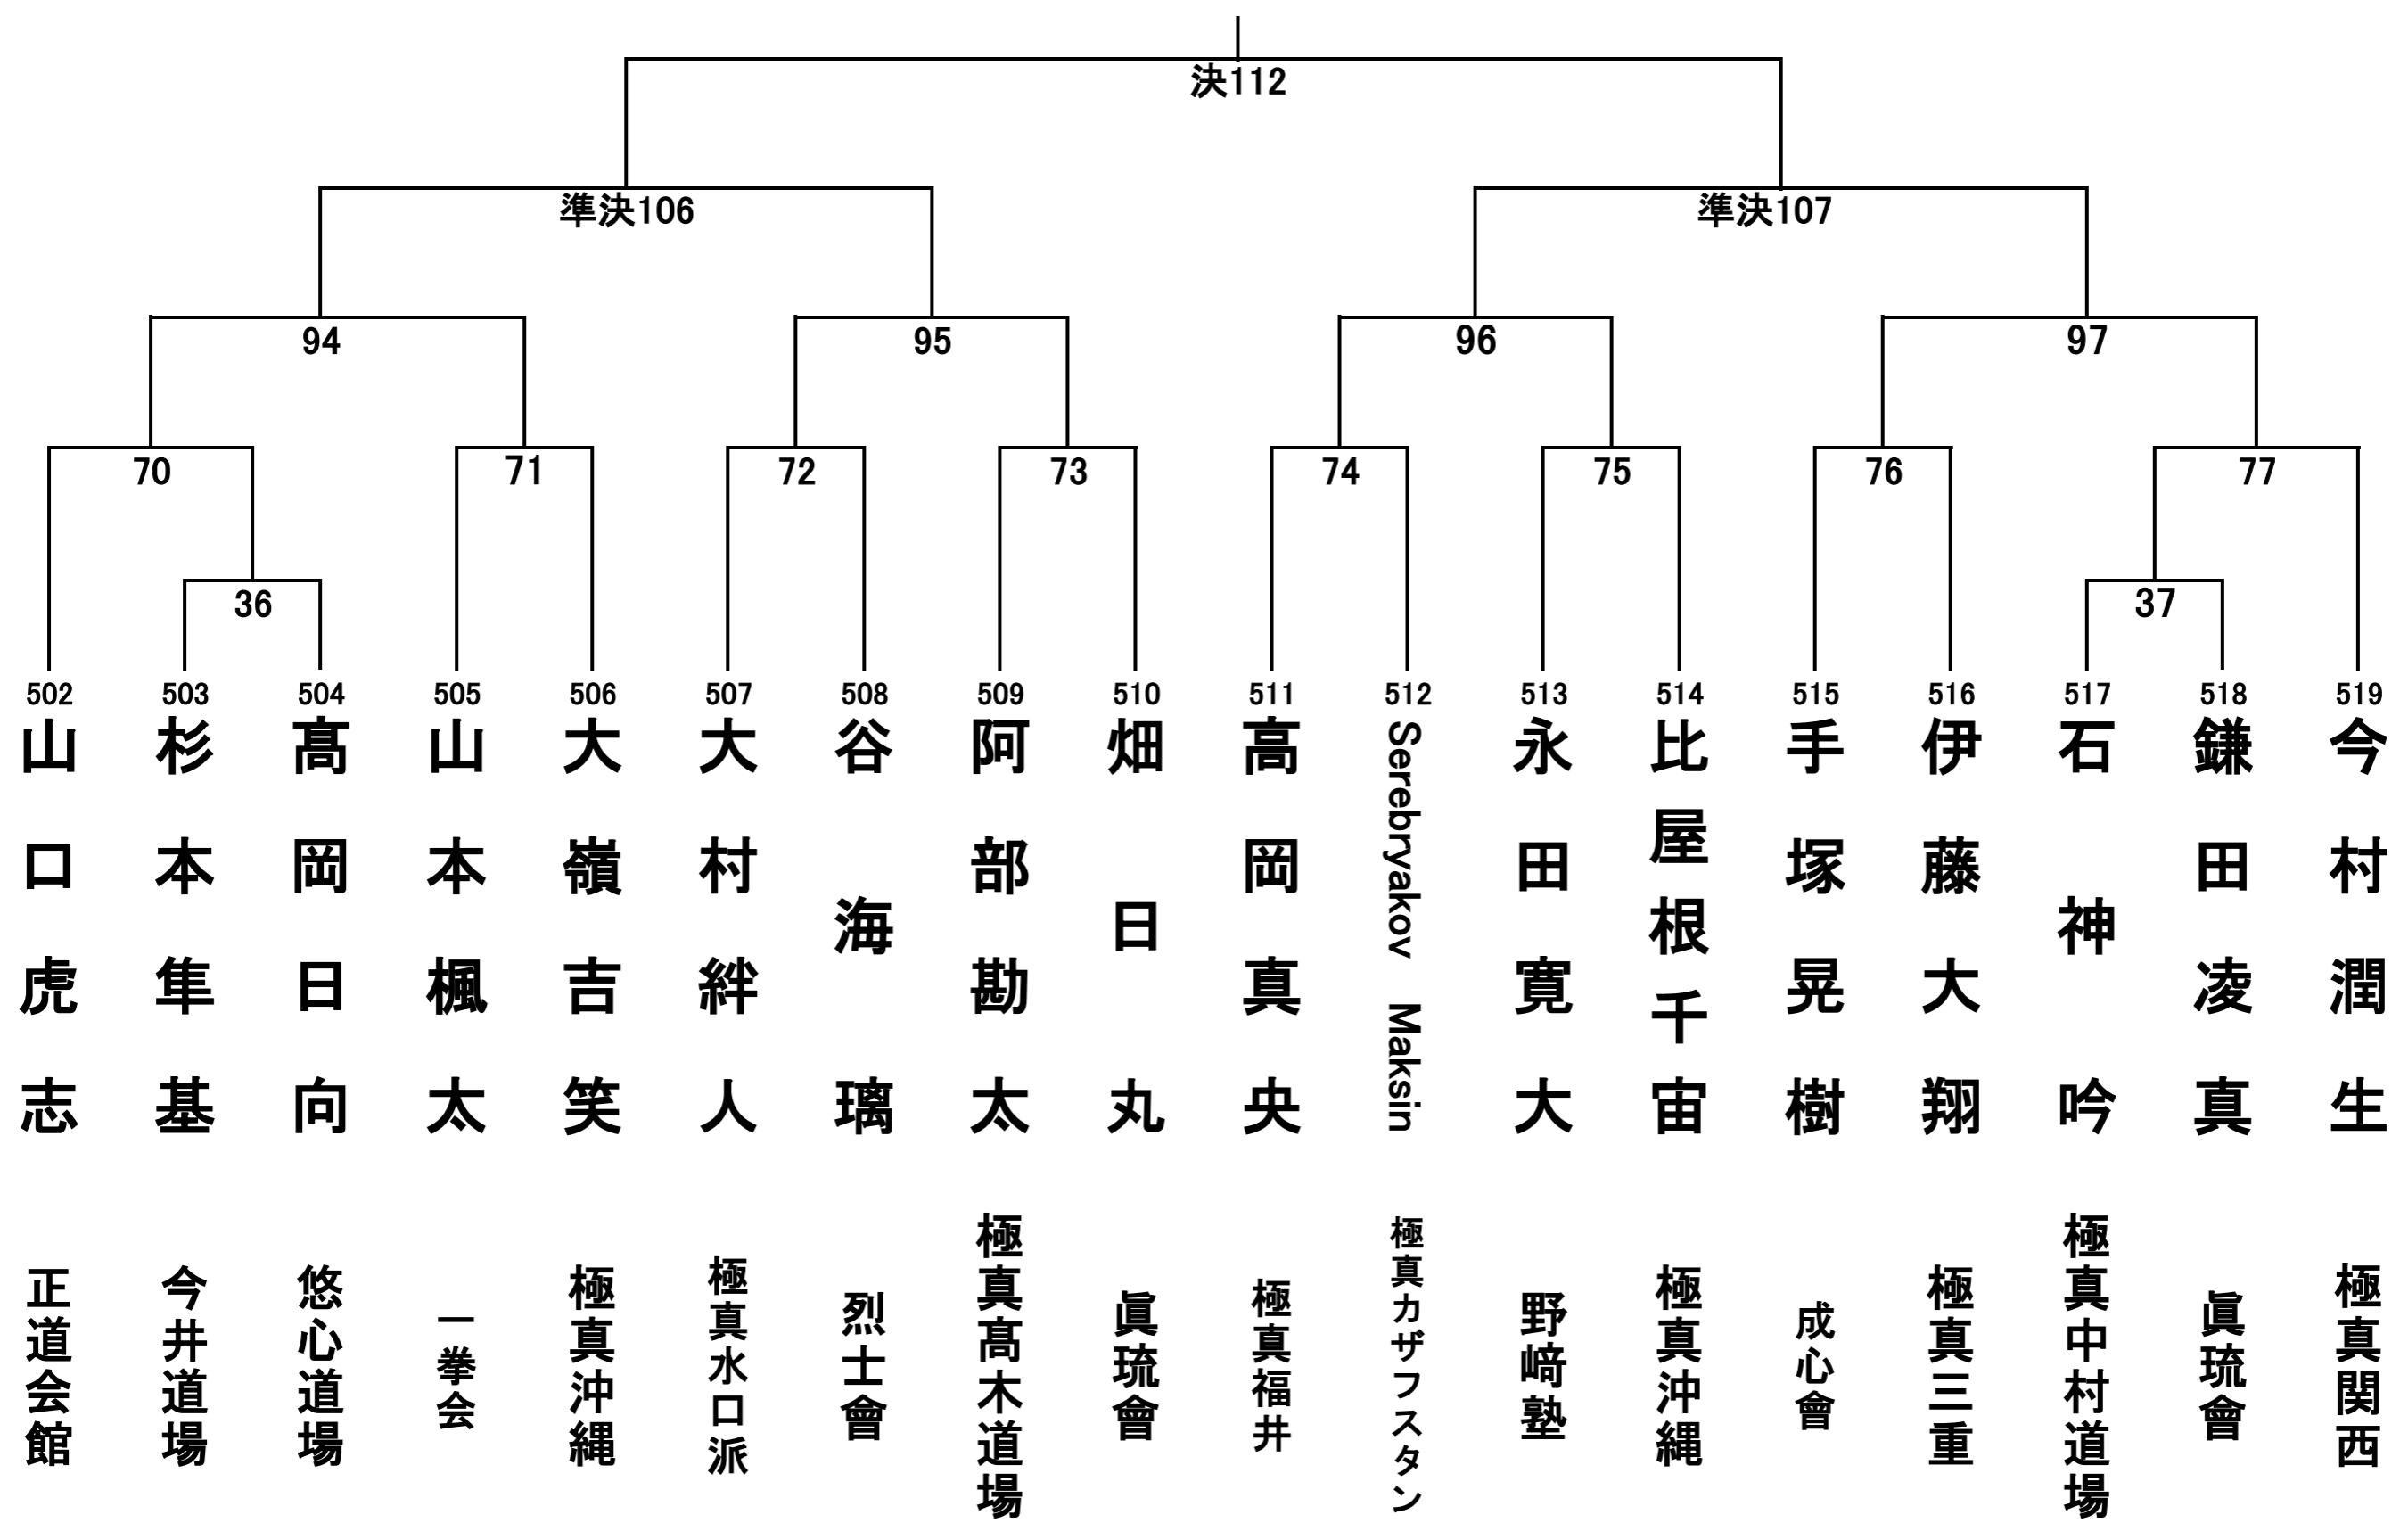 決112
準決106
準決107
94
95
96
97
70
71
72
73
74
75
76
77
36
37
502
503
504
505
506
507
508
509
510
511
512
513
514
515
516
517
518
519
山口虎志
杉本隼基
髙岡日向
山本楓太
大嶺吉笑
大村絆人
谷海璃
阿部勘太
畑日丸
高岡真央
Serebryakov Maksin
永田寛大
比屋根千宙
手塚晃樹
伊藤大翔
石神吟
鎌田凌真
今村潤生
正道会館
今井道場
悠心道場
一拳会
極真沖縄
極真水口派
烈士會
極真髙木道場
眞琉會
極真福井
極真カザフスタン
野﨑塾
極真沖縄
成心會
極真三重
極真中村道場
眞琉會
極真関西